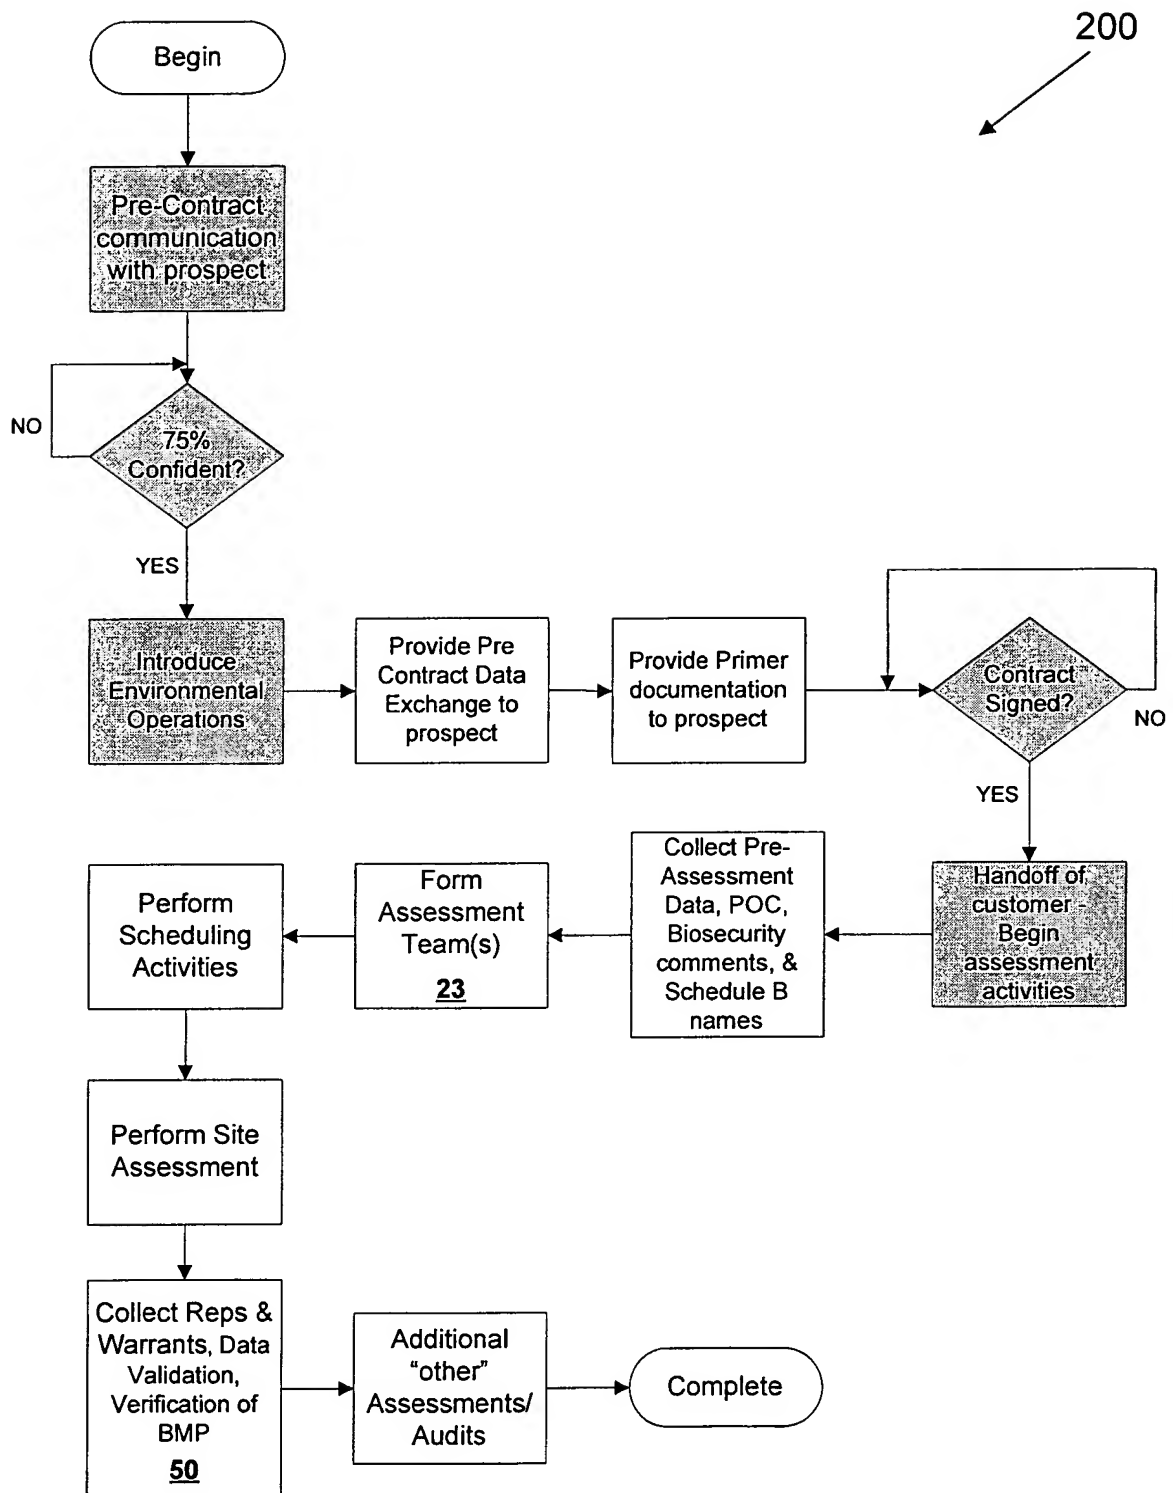 200
Begin
Pre-Contract
communication
with prospect
75%
Confident?
NO
YES
Introduce
Environmental
Operations
Provide Pre
Contract Data
Exchange to
prospect
Provide Primer
documentation
to prospect
Contract
Signed?
NO
YES
Handoff of
customer -
Begin
assessment
activities
Collect Pre-
Assessment
Data, POC,
Biosecurity
comments, &
Schedule B
names
Form
Assessment
Team(s)
23
Perform
Scheduling
Activities
Perform Site
Assessment
Collect Reps &
Warrants, Data
Validation,
Verification of
BMP
50
Additional
“other”
Assessments/
Audits
Complete